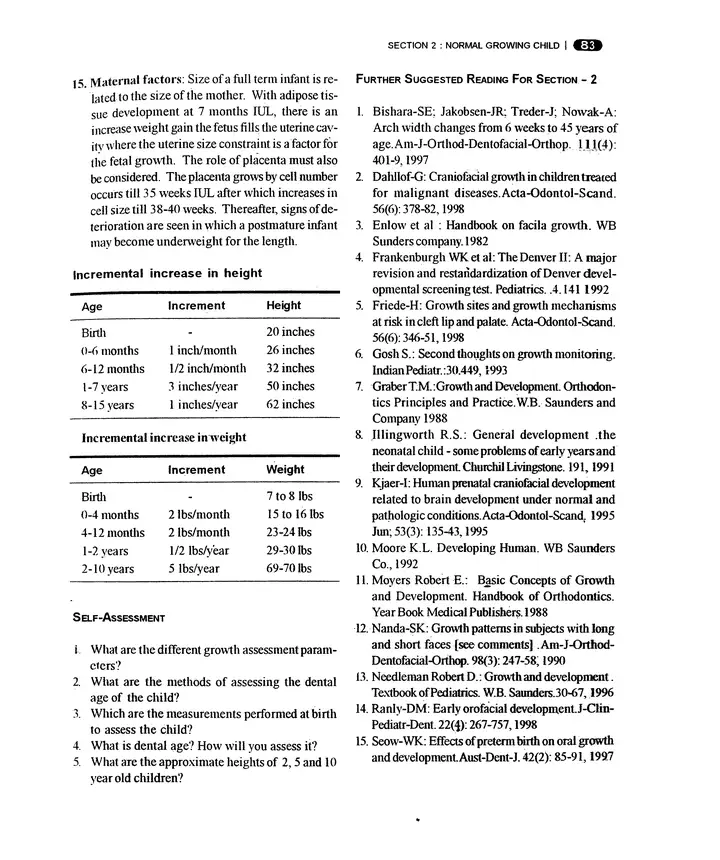 SECTION 2 : NORMAL GROWING CHILD | 83
15. Maternal factors: Size of a full term infant is re-
lated to the size of the mother. With adipose tis-
sue development at 7 months IUL, there is an
increase weight gain the fetus fills the uterine cav-
ity where the uterine size constraint is a factor for
the fetal growth. The role of placenta must also
be considered. The placenta grows by cell number
occurs till 35 weeks IUL after which increases in
cell size till 38-40 weeks. Thereafter, signs of de-
terioration are seen in which a postmature infant
may become underweight for the length.
Incremental increase in height
Age Increment Height
Birth - 20 inches
0-6 months 1 inch/month 26 inches
6-12 months 1/2 inch/month 32 inches
1-7 years 3 inches/year 50 inches
8-15 years 1 inches/year 62 inches
Incremental increase in weight
Age Increment Weight
Birth - 7 to 8 lbs
0-4 months 2 lbs/month 15 to 16 lbs
4-12 months 2 lbs/month 23-24 lbs
1-2 years 1/2 lbs/year 29-30 lbs
2-10 years 5 lbs/year 69-70 lbs
SELF-ASSESSMENT
1. What are the different growth assessment param-
eters?
2. What are the methods of assessing the dental
age of the child?
3. Which are the measurements performed at birth
to assess the child?
4. What is dental age? How will you assess it?
5. What are the approximate heights of 2, 5 and 10
year old children?
FURTHER SUGGESTED READING FOR SECTION - 2
1. Bishara-SE; Jakobsen-JR; Treder-J; Nowak-A:
Arch width changes from 6 weeks to 45 years of
age.Am-J-Orthod-Dentofacial-Orthop. 111(4):
401-9, 1997
2. Dahllof-G: Craniofacial growth in children treated
for malignant diseases.Acta-Odontol-Scand.
56(6): 378-82, 1998
3. Enlow et al : Handbook on facila growth. WB
Sunders company. 1982
4. Frankenburgh WK et al: The Denver II: A major
revision and restandardization of Denver devel-
opmental screening test. Pediatrics. .4.141 1992
5. Friede-H: Growth sites and growth mechanisms
at risk in cleft lip and palate. Acta-Odontol-Scand.
56(6): 346-51, 1998
6. Gosh S.: Second thoughts on growth monitoring.
Indian Pediatr.:30.449, 1993
7. Graber T.M.:Growth and Development. Orthodon-
tics Principles and Practice.W.B. Saunders and
Company 1988
8. Illingworth R.S.: General development .the
neonatal child - some problems of early years and
their development. Churchil Livingstone. 191, 1991
9. Kjaer-I: Human prenatal craniofacial development
related to brain development under normal and
pathologic conditions.Acta-Odontol-Scand, 1995
Jun; 53(3): 135-43, 1995
10. Moore K.L. Developing Human. WB Saunders
Co., 1992
11. Moyers Robert E.: Basic Concepts of Growth
and Development. Handbook of Orthodontics.
Year Book Medical Publishers. 1988
12. Nanda-SK: Growth patterns in subjects with long
and short faces [see comments] .Am-J-Orthod-
Dentofacial-Orthop. 98(3): 247-58, 1990
13. Needleman Robert D.: Growth and development.
Textbook of Pediatrics. W.B. Saunders.30-67, 1996
14. Ranly-DM: Early orofacial development.J-Clin-
Pediatr-Dent. 22(4): 267-757, 1998
15. Seow-WK: Effects of preterm birth on oral growth
and development.Aust-Dent-J. 42(2): 85-91, 1997